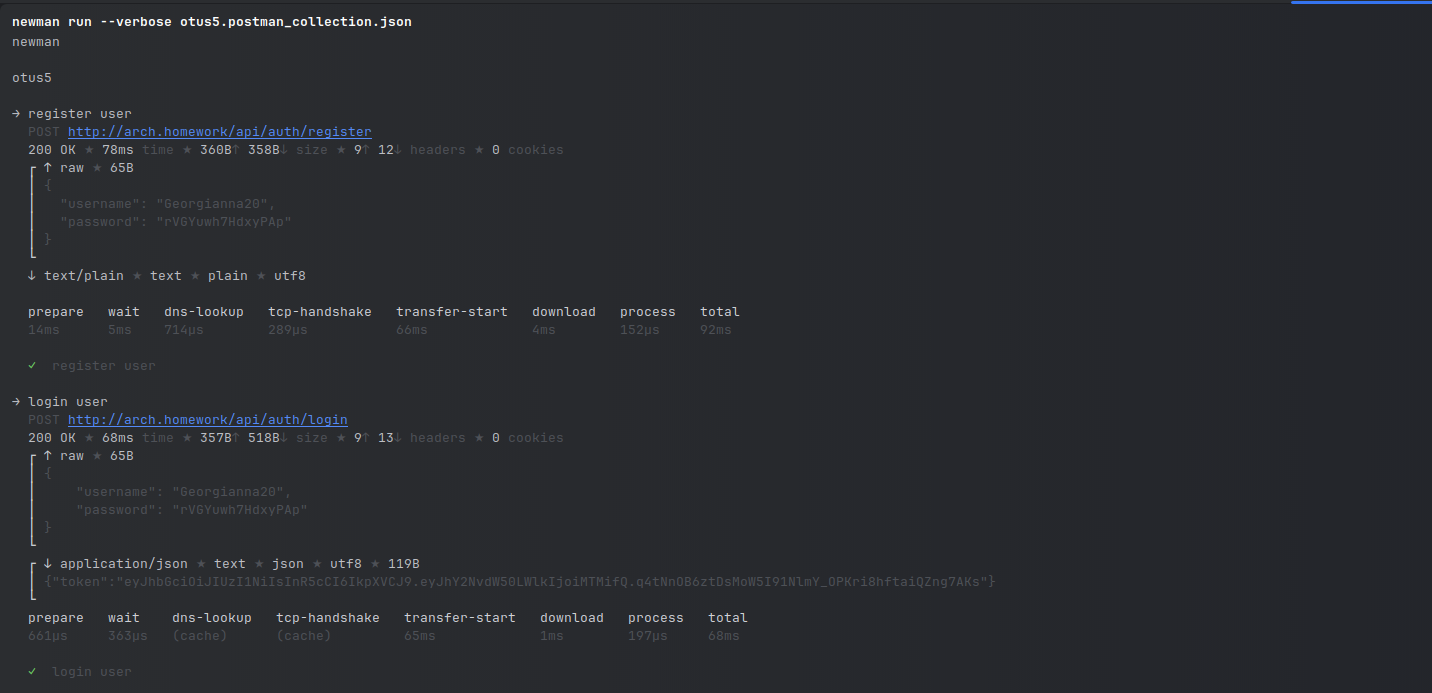 newman run --verbose otus5.postman_collection.json
newman
otus5
→ register user
POST http://arch.homework/api/auth/register
200 OK ★ 78ms time ★ 360B↑ 358B↓ size ★ 9↑ 12↓ headers ★ 0 cookies
┌ ↑ raw ★ 65B
│ {
│   "username": "Georgianna20",
│   "password": "rVGYuwh7HdxyPAp"
│ }
└
↓ text/plain ★ text ★ plain ★ utf8
prepare wait dns-lookup tcp-handshake transfer-start download process total
14ms 5ms 714µs 289µs 66ms 4ms 152µs 92ms
✓ register user
→ login user
POST http://arch.homework/api/auth/login
200 OK ★ 68ms time ★ 357B↑ 518B↓ size ★ 9↑ 13↓ headers ★ 0 cookies
┌ ↑ raw ★ 65B
│ {
│     "username": "Georgianna20",
│     "password": "rVGYuwh7HdxyPAp"
│ }
└
┌ ↓ application/json ★ text ★ json ★ utf8 ★ 119B
│ {"token":"eyJhbGciOiJIUzI1NiIsInR5cCI6IkpXVCJ9.eyJhY2NvdW50LWlkIjoiMTMifQ.q4tNnOB6ztDsMoW5I91NlmY_OPKri8hftaiQZng7AKs"}
└
prepare wait dns-lookup tcp-handshake transfer-start download process total
661µs 363µs (cache) (cache) 65ms 1ms 197µs 68ms
✓ login user